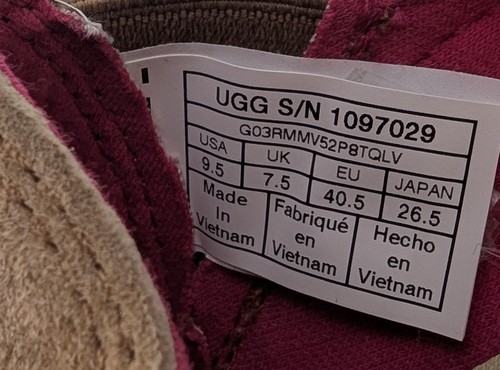 UGG S/N 1097029
G03RMMV52P8TQLV
USA UK EU JAPAN
9.5 7.5 40.5 26.5
Made Fabriqué Hecho
In en en
Vietnam Vietnam Vietnam